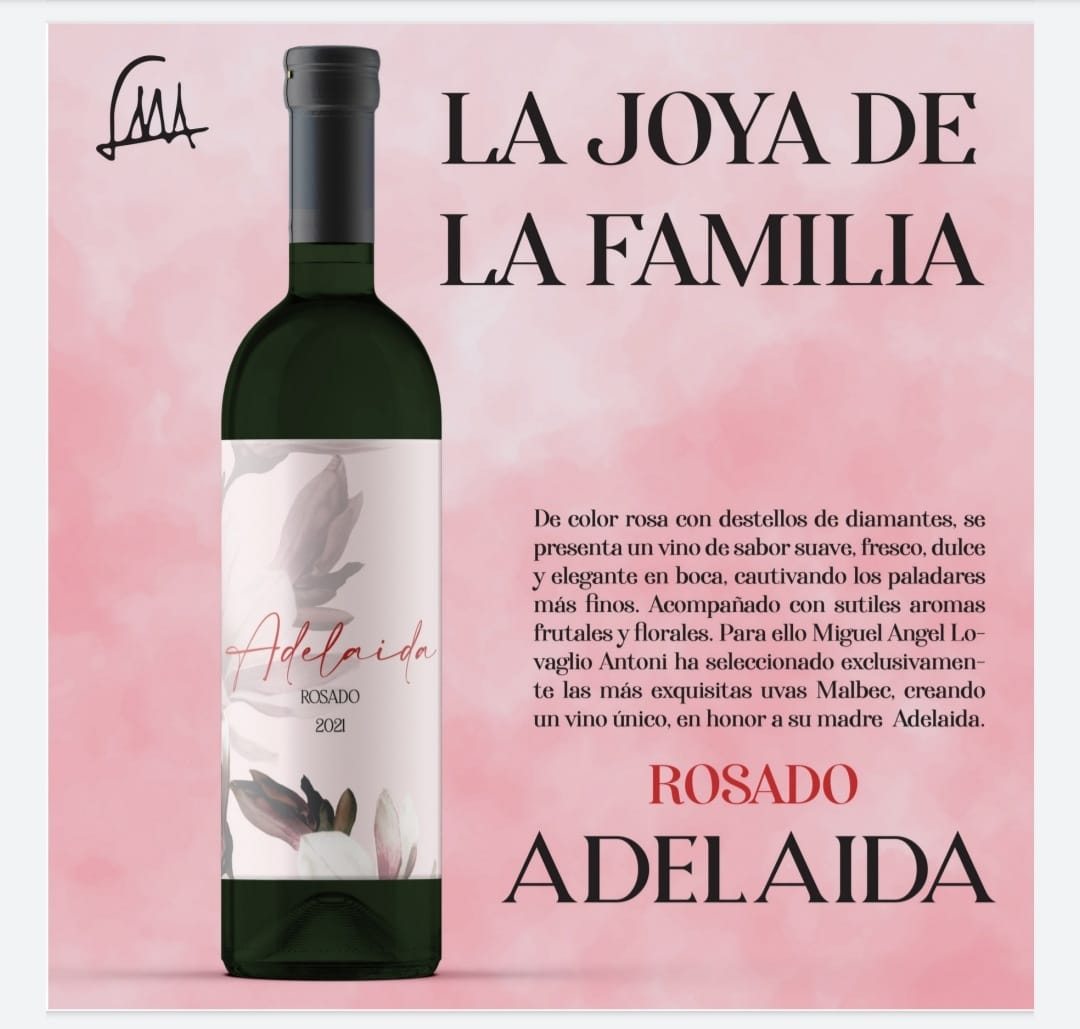 LA JOYA DE
LA FAMILIA
De color rosa con destellos de diamantes, se
presenta un vino de sabor suave, fresco, dulce
y elegante en boca, cautivando los paladares
más finos. Acompañado con sutiles aromas
frutales y florales. Para ello Miguel Angel Lo-
vaglio Antoni ha seleccionado exclusivamen-
te las más exquisitas uvas Malbec, creando
un vino único, en honor a su madre Adelaida.
ROSADO
ADELAIDA
Adelaida
ROSADO
2021